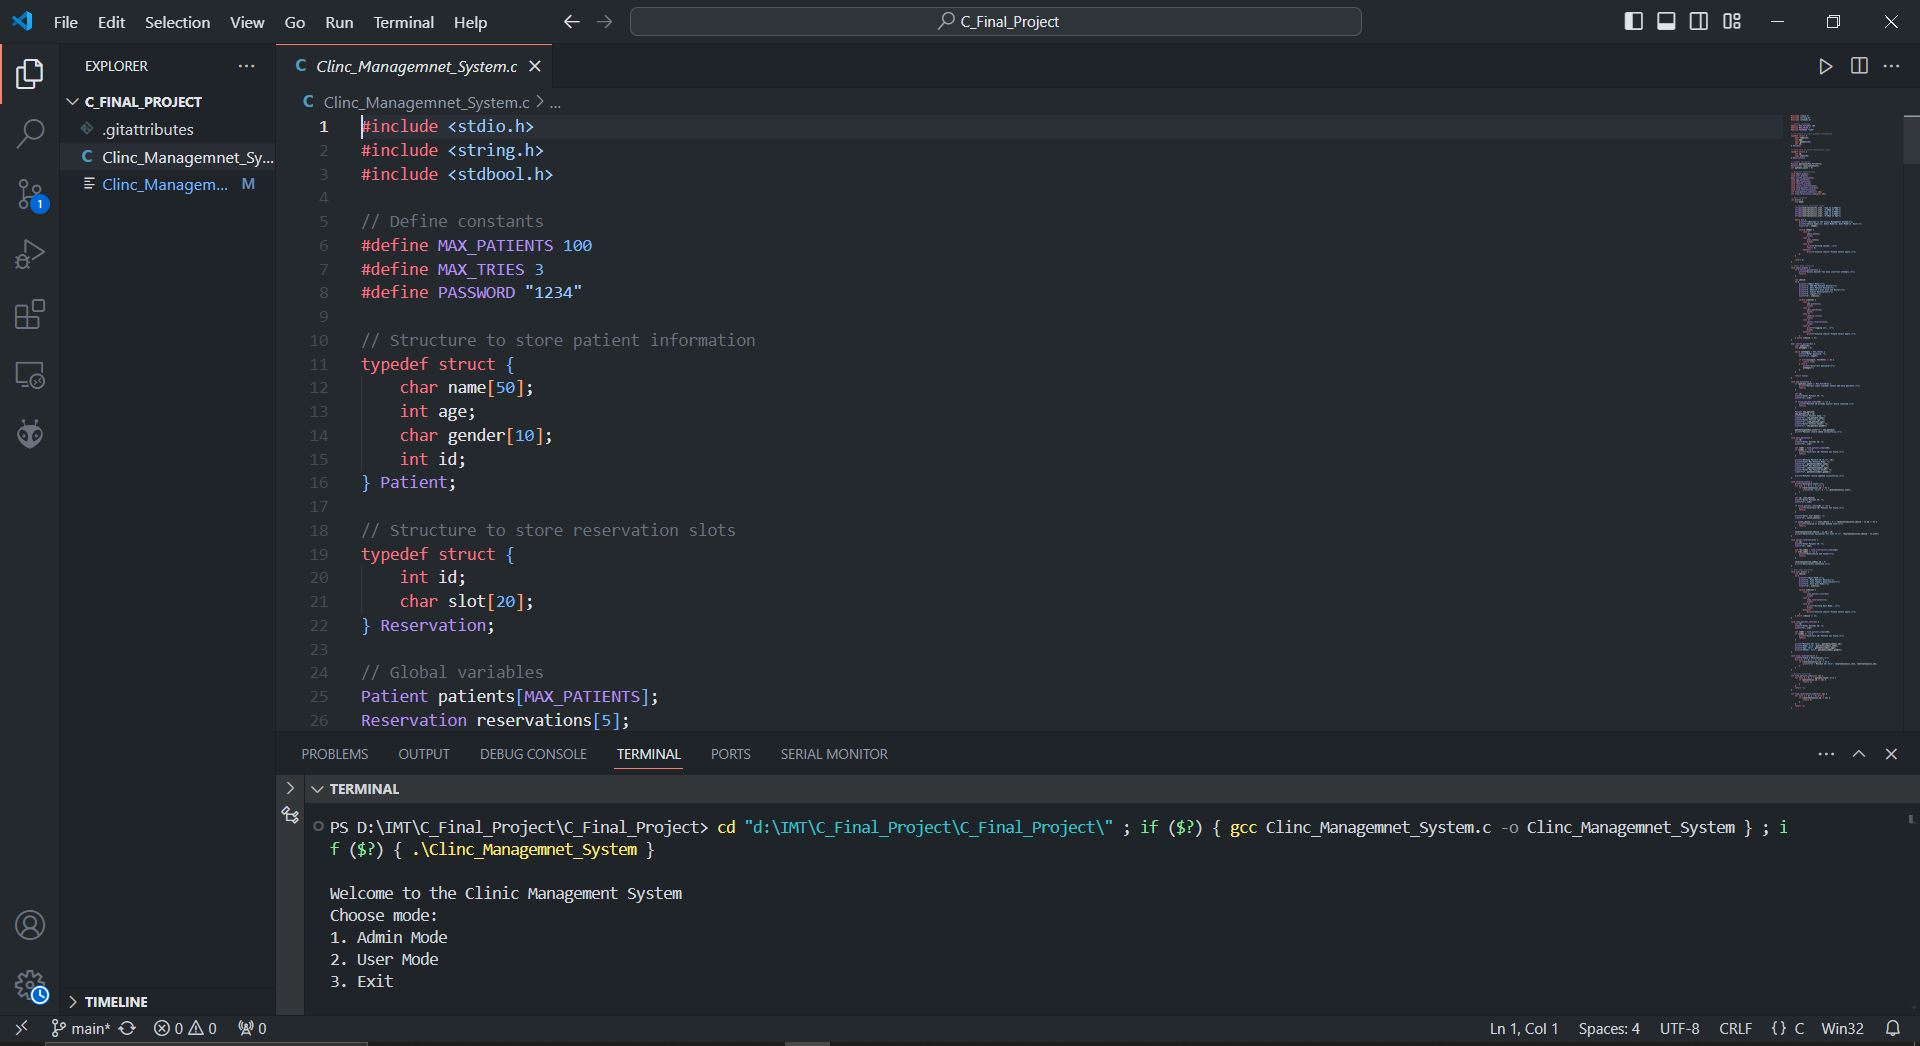 File Edit Selection View Go Run Terminal Help
C_Final_Project
EXPLORER
C_FINAL_PROJECT
.gitattributes
C Clinc_Managemnet_Sy...
Clinc_Managem... M
1
TIMELINE
C Clinc_Managemnet_System.c
C Clinc_Managemnet_System.c > ...
1 #include <stdio.h>
2 #include <string.h>
3 #include <stdbool.h>
4
5 // Define constants
6 #define MAX_PATIENTS 100
7 #define MAX_TRIES 3
8 #define PASSWORD "1234"
9
10 // Structure to store patient information
11 typedef struct {
12 char name[50];
13 int age;
14 char gender[10];
15 int id;
16 } Patient;
17
18 // Structure to store reservation slots
19 typedef struct {
20 int id;
21 char slot[20];
22 } Reservation;
23
24 // Global variables
25 Patient patients[MAX_PATIENTS];
26 Reservation reservations[5];
PROBLEMS OUTPUT DEBUG CONSOLE TERMINAL PORTS SERIAL MONITOR
TERMINAL
PS D:\IMT\C_Final_Project\C_Final_Project> cd "d:\IMT\C_Final_Project\C_Final_Project\" ; if ($?) { gcc Clinc_Managemnet_System.c -o Clinc_Managemnet_System } ; i
f ($?) { .\Clinc_Managemnet_System }
Welcome to the Clinic Management System
Choose mode:
1. Admin Mode
2. User Mode
3. Exit
main* 0 0 0 Ln 1, Col 1 Spaces: 4 UTF-8 CRLF {} C Win32